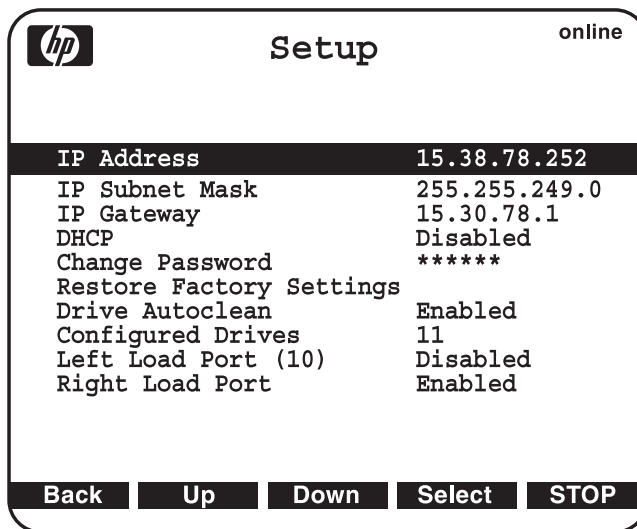 hp
Setup
online
IP Address 15.38.78.252
IP Subnet Mask 255.255.249.0
IP Gateway 15.30.78.1
DHCP Disabled
Change Password ******
Restore Factory Settings
Drive Autoclean Enabled
Configured Drives 11
Left Load Port (10) Disabled
Right Load Port Enabled
Back Up Down Select STOP